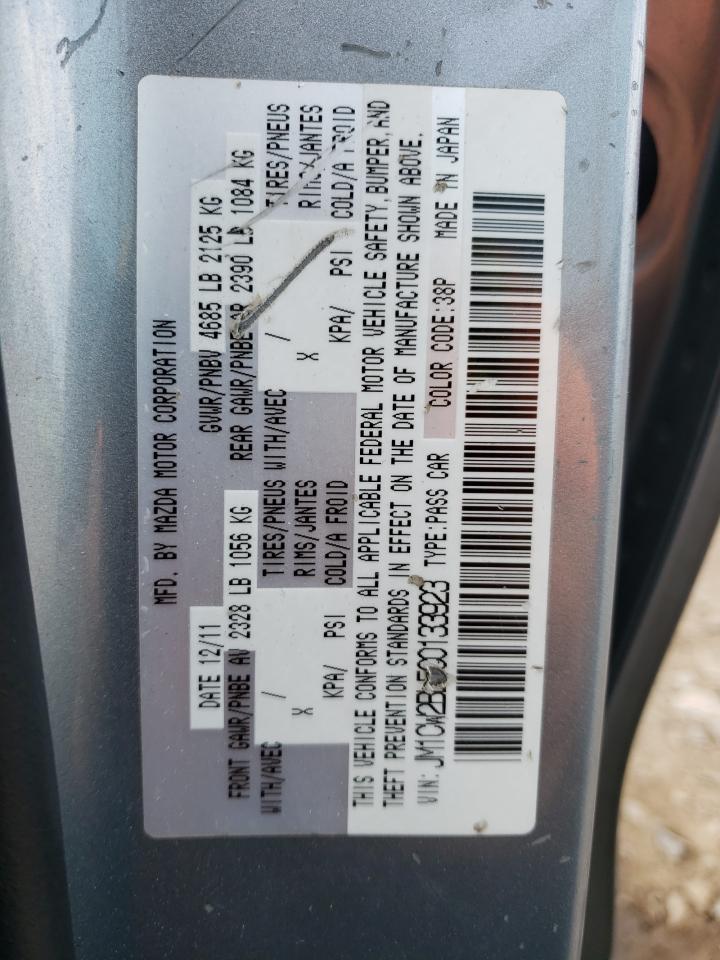 MFD. BY MAZDA MOTOR CORPORATION
DATE 12/11 GVWR/PNBV 4685 LB 2125 KG
FRONT GAWR/PNBE AV 2328 LB 1056 KG REAR GAWR/PNBE AR 2390 LB 1084 KG
WITH/AVEC / TIRES/PNEUS WITH/AVEC / TIRES/PNEUS
X RIMS/JANTES X RIMS/JANTES
KPA/ PSI COLD/A FROID KPA/ PSI COLD/A FROID
THIS VEHICLE CONFORMS TO ALL APPLICABLE FEDERAL MOTOR VEHICLE SAFETY, BUMPER, AND
THEFT PREVENTION STANDARDS IN EFFECT ON THE DATE OF MANUFACTURE SHOWN ABOVE.
VIN: TYPE:PASS CAR COLOR CODE:38P MADE IN JAPAN